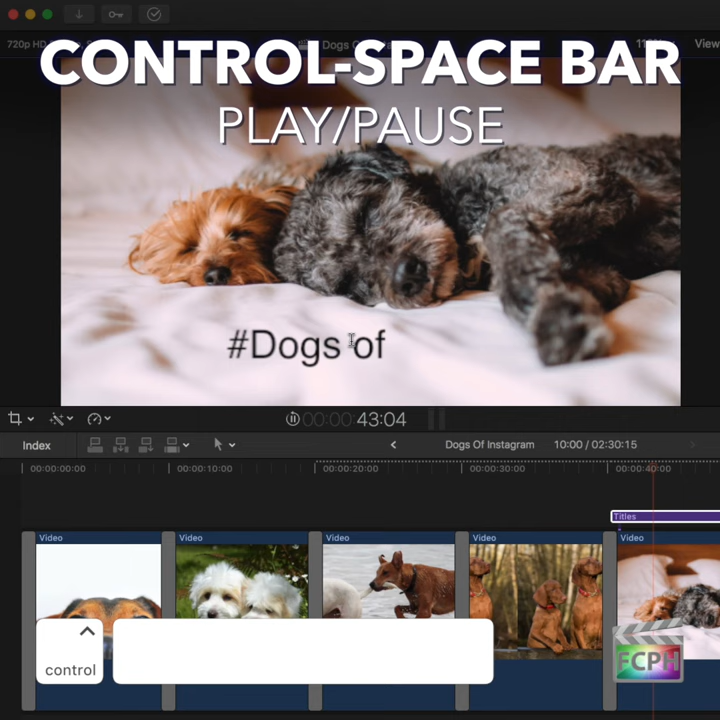 720p HD
Dogs Of
View
CONTROL-SPACE BAR
PLAY/PAUSE
#Dogs of
00:00:43:04
Index
Dogs Of Instagram
10:00 / 02:30:15
00:00:00:00
00:00:10:00
00:00:20:00
00:00:30:00
00:00:40:00
Titles
Video
Video
Video
Video
Video
control
FCPH